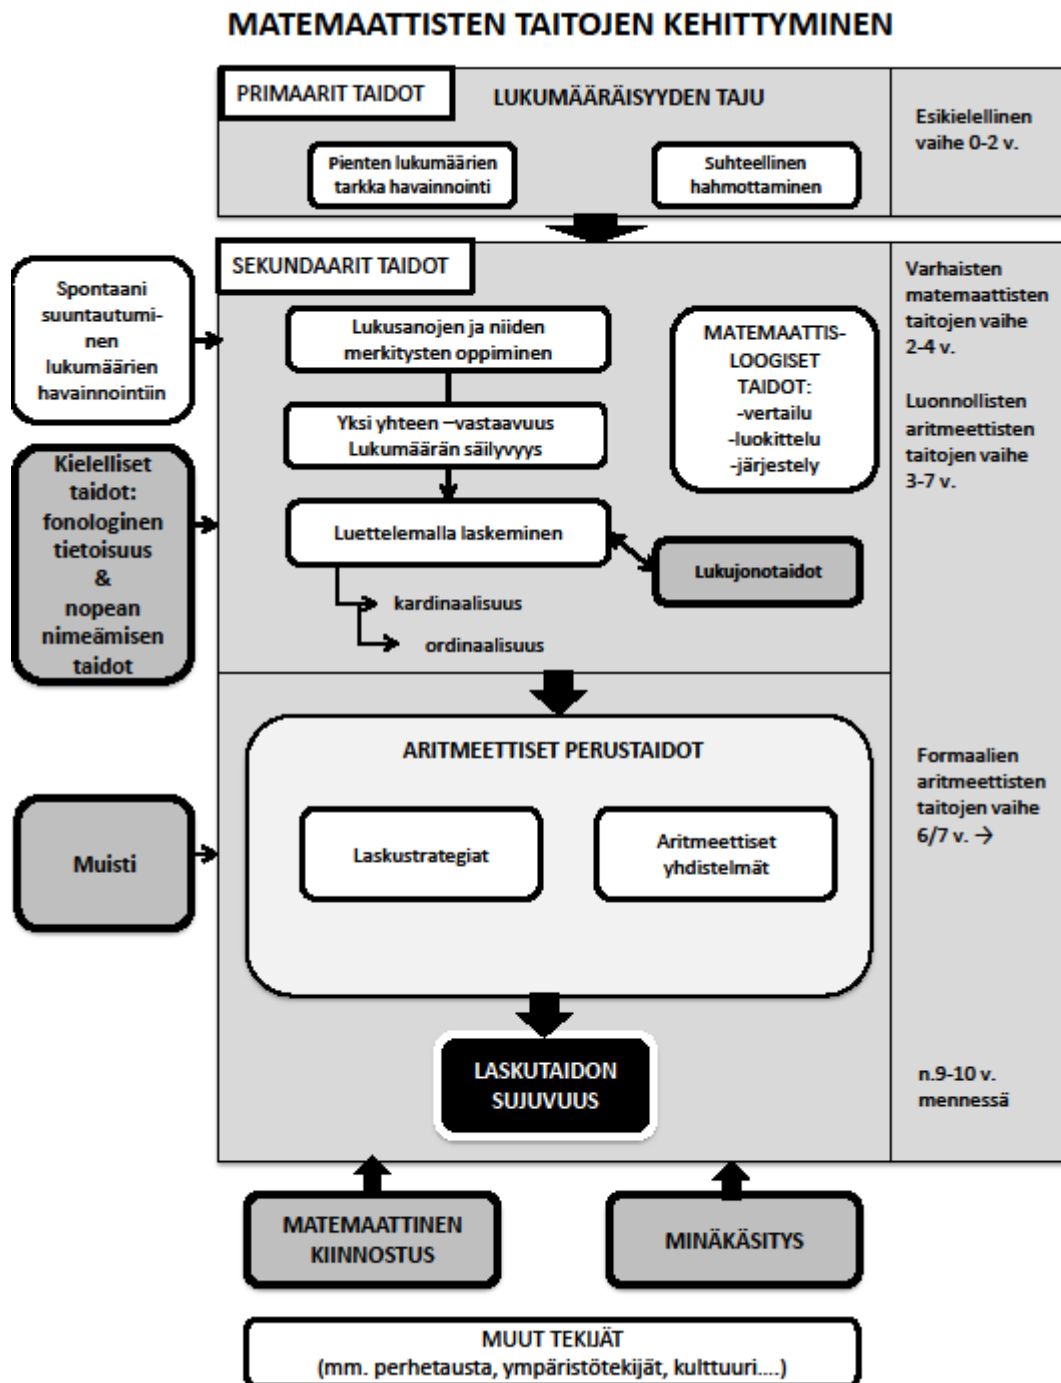 MATEMAATTISTEN TAITOJEN KEHITTYMINEN
PRIMAARIT TAIDOT
LUKUMÄÄRÄISYYDEN TAJU
Pienten lukumäärien
tarkka havainnointi
Suhteellinen
hahmottaminen
Esikielellinen
vaihe 0-2 v.
SEKUNDAARIT TAIDOT
Spontaani
suuntautumi-
nen
lukumäärien
havainnointiin
Lukusanojen ja niiden
merkitysten oppiminen
Yksi yhteen –vastaavuus
Lukumäärän säilyvyys
Luettelemalla laskeminen
kardinaalisuus
ordinaalisuus
MATEMAATTIS-
LOOGISET
TAIDOT:
-vertailu
-luokittelu
-järjestely
Lukujonotaidot
Varhaisten
matemaattisten
taitojen vaihe
2-4 v.
Luonnollisten
aritmeettisten
taitojen vaihe
3-7 v.
Kielelliset
taidot:
fonologinen
tietoisuus
&
nopean
nimeämisen
taidot
ARITMEETTISET PERUSTAIDOT
Laskustrategiat
Aritmeettiset
yhdistelmät
Muisti
Formaalien
aritmeettisten
taitojen vaihe
6/7 v. →
LASKUTAIDON
SUJUVUUS
n.9-10 v.
mennessä
MATEMAATTINEN
KIINNOSTUS
MINÄKÄSITYS
MUUT TEKIJÄT
(mm. perhetausta, ympäristötekijät, kulttuuri....)